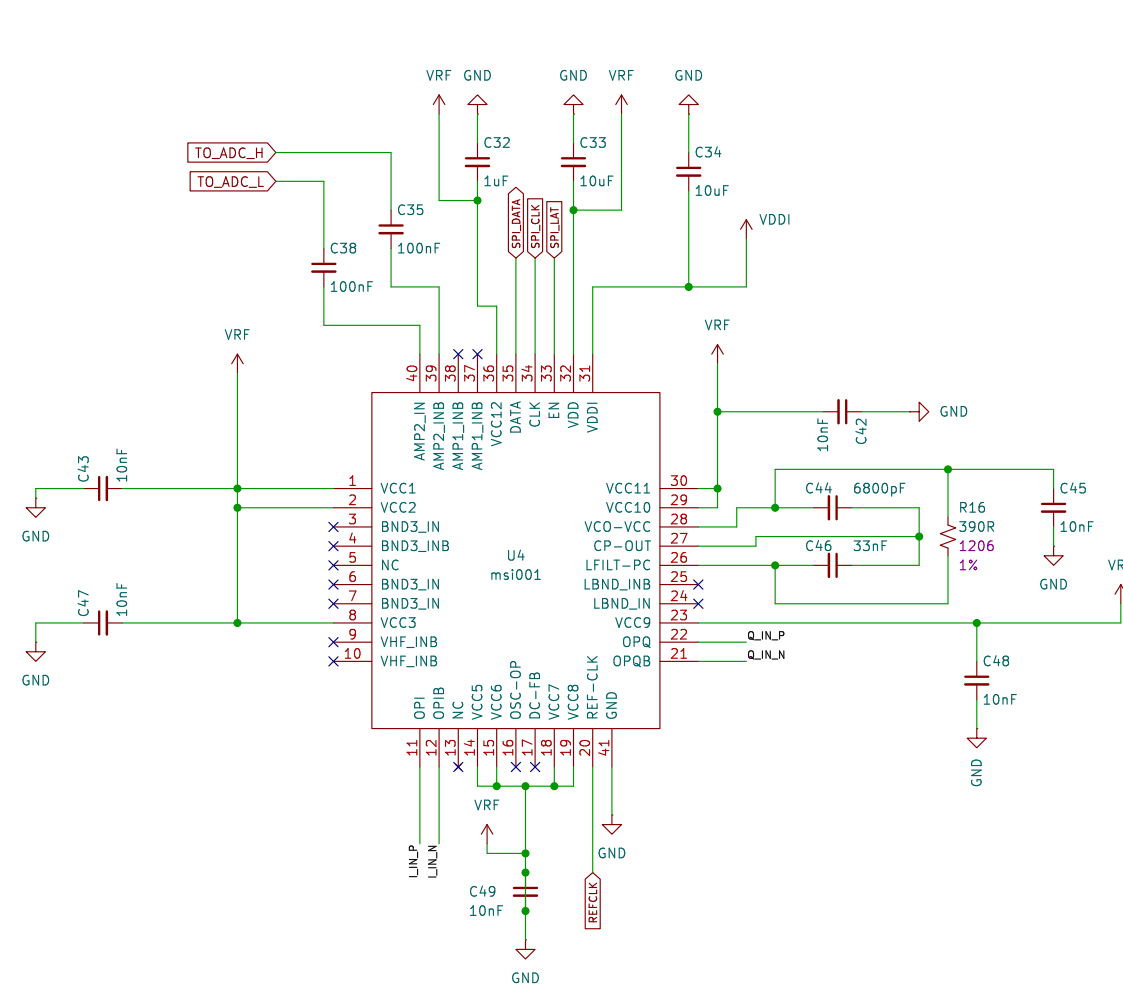 VRF
GND
GND
VRF
GND
C32
1uF
C33
10uF
C34
10uF
TO_ADC_H
TO_ADC_L
C35
100nF
C38
100nF
SPI_DATA
SPI_CLK
SPI_LAT
VDDI
VRF
VRF
40
39
38
37
36
35
34
33
32
31
AMP2_IN
AMP2_INB
AMP1_INB
AMP1_INB
VCC12
DATA
CLK
EN
VDD
VDDI
10nF
C42
GND
C43
10nF
GND
1 VCC1
2 VCC2
3 BND3_IN
4 BND3_INB
5 NC
6 BND3_IN
7 BND3_IN
8 VCC3
9 VHF_INB
10 VHF_INB
C47
10nF
GND
U4
msi001
VCC11 30
VCC10 29
VCO-VCC 28
CP-OUT 27
LFILT-PC 26
LBND_INB 25
LBND_IN 24
VCC9 23
OPQ 22
OPQB 21
Q_IN_P
Q_IN_N
C44 6800pF
C46 33nF
R16
390R
1206
1%
C45
10nF
GND
VR
C48
10nF
GND
OPI
OPIB
NC
VCC5
VCC6
OSC-OP
DC-FB
VCC7
VCC8
REF-CLK
GND
11
12
13
14
15
16
17
18
19
20
41
I_IN_P
I_IN_N
VRF
C49
10nF
GND
REFCLK
GND